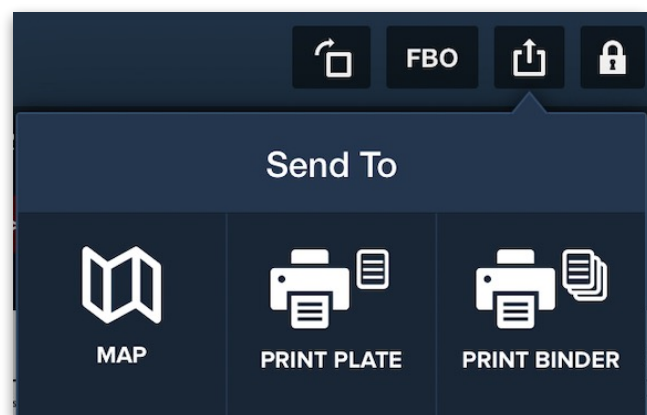 FBO
Send To
MAP
PRINT PLATE
PRINT BINDER